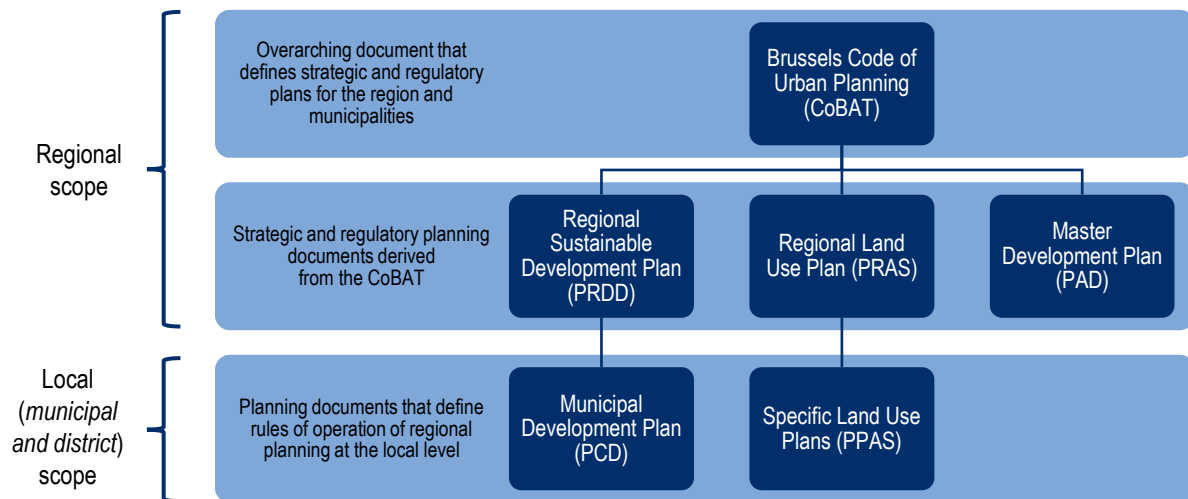 Regional
scope
Overarching document that
defines strategic and regulatory
plans for the region and
municipalities
Brussels Code of
Urban Planning
(CoBAT)
Strategic and regulatory planning
documents derived
from the CoBAT
Regional
Sustainable
Development Plan
(PRDD)
Regional Land
Use Plan (PRAS)
Master
Development Plan
(PAD)
Local
(municipal
and district)
scope
Planning documents that define
rules of operation of regional
planning at the local level
Municipal
Development Plan
(PCD)
Specific Land Use
Plans (PPAS)